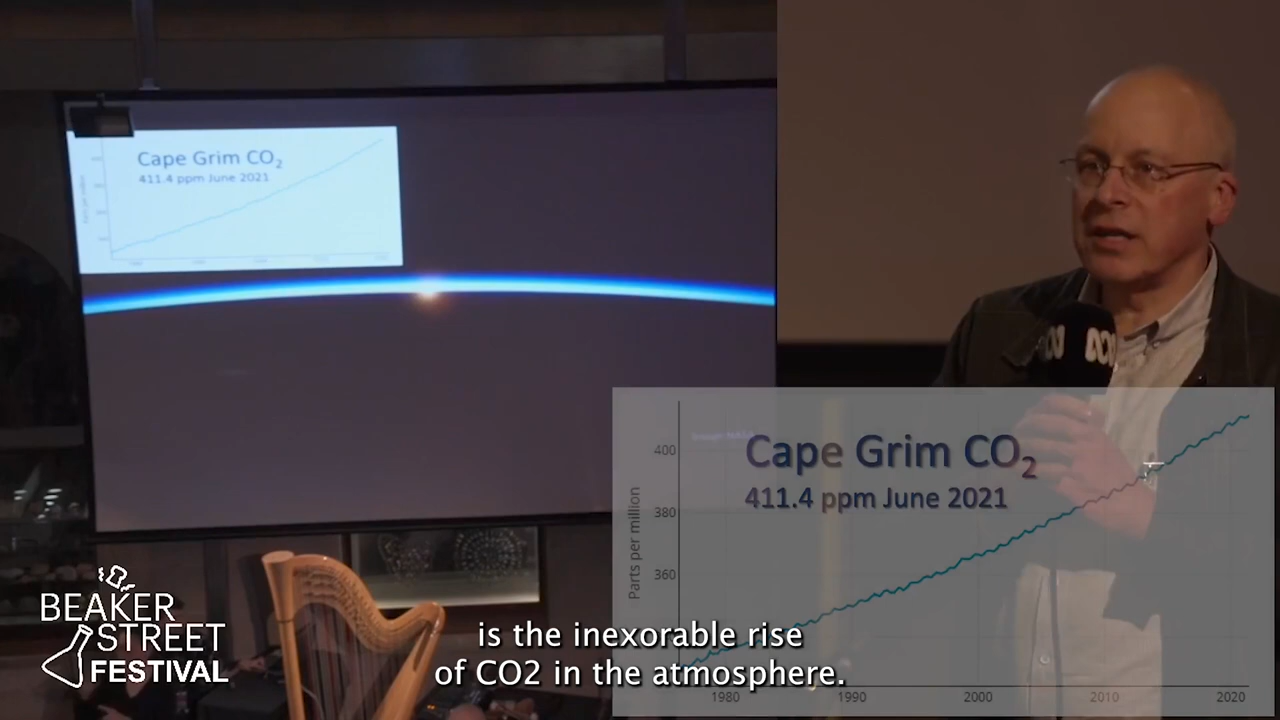 Cape Grim CO₂
411.4 ppm June 2021
Cape Grim CO₂
411.4 ppm June 2021
Parts per million
400
380
360
1980
1990
2000
2010
2020
is the inexorable rise
of CO2 in the atmosphere.
BEAKER
STREET
FESTIVAL